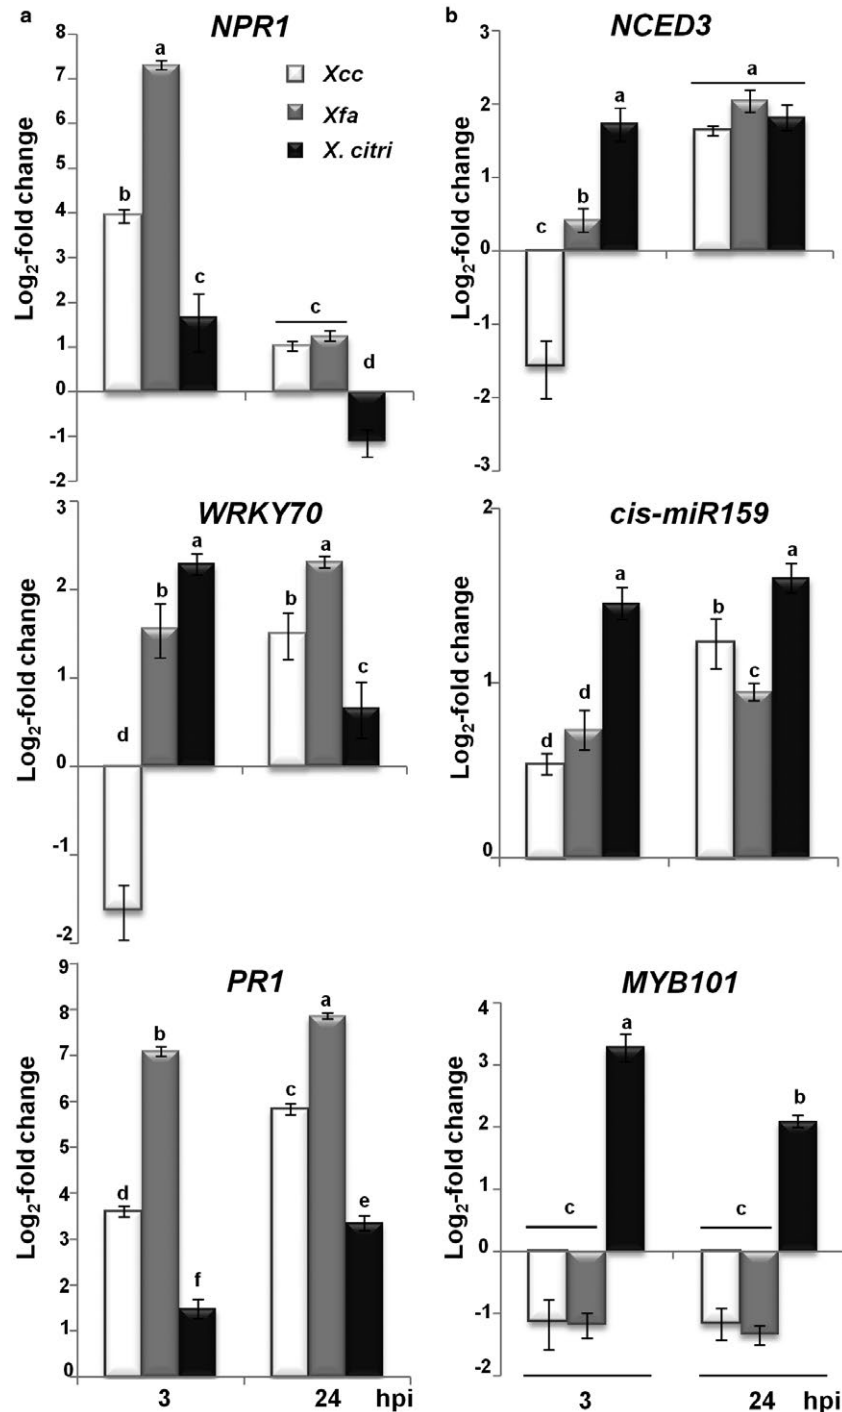 a
NPR1
8
7
6
5
4
3
2
1
0
-1
-2
Log2-fold change
a
b
c
c
d
Xcc
Xfa
X. citri
b
NCED3
3
2
1
0
-1
-2
-3
Log2-fold change
c
b
a
a
WRKY70
3
2
1
0
-1
-2
Log2-fold change
d
b
a
b
a
c
cis-miR159
2
1
0
Log2-fold change
d
d
a
b
c
a
PR1
9
8
7
6
5
4
3
2
1
0
Log2-fold change
d
b
f
c
a
e
3 24 hpi
MYB101
4
3
2
1
0
-1
-2
Log2-fold change
c
a
c
b
3 24 hpi